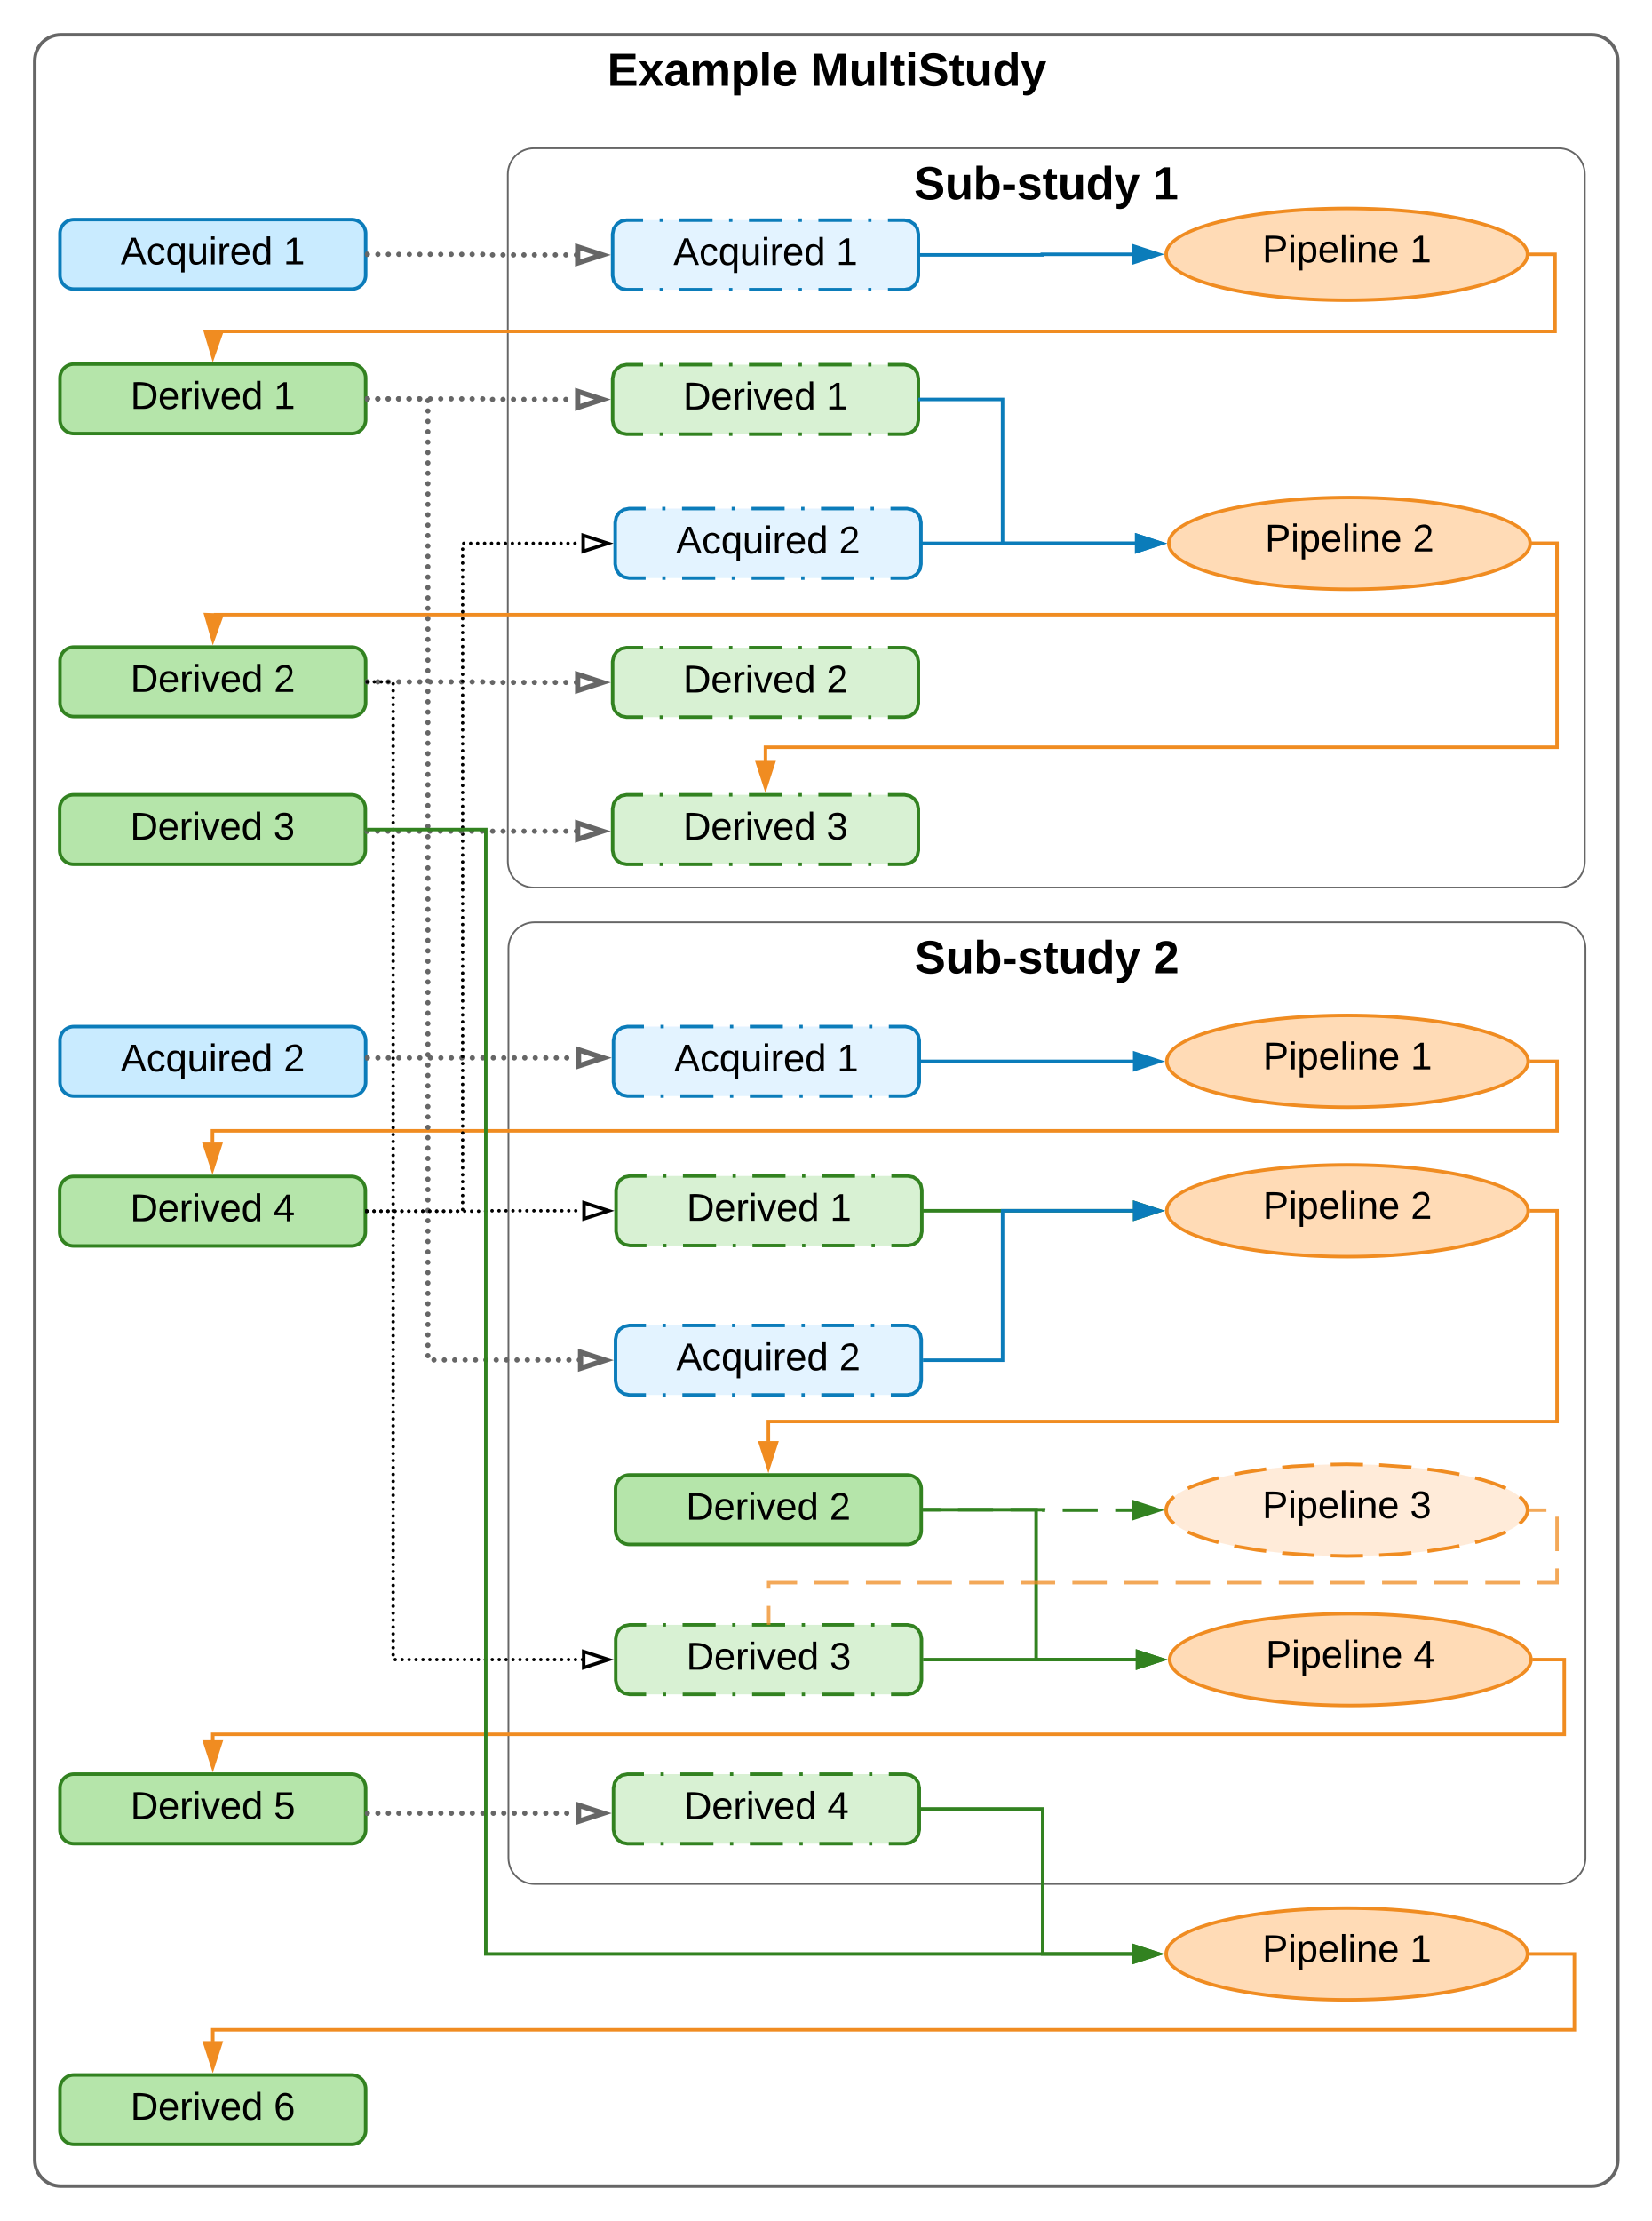 Example MultiStudy
Sub-study 1
Acquired 1
Acquired 1
Pipeline 1
Derived 1
Derived 1
Acquired 2
Pipeline 2
Derived 2
Derived 2
Derived 3
Derived 3
Sub-study 2
Acquired 2
Acquired 1
Pipeline 1
Derived 4
Derived 1
Pipeline 2
Acquired 2
Derived 2
Pipeline 3
Derived 3
Pipeline 4
Derived 5
Derived 4
Pipeline 1
Derived 6